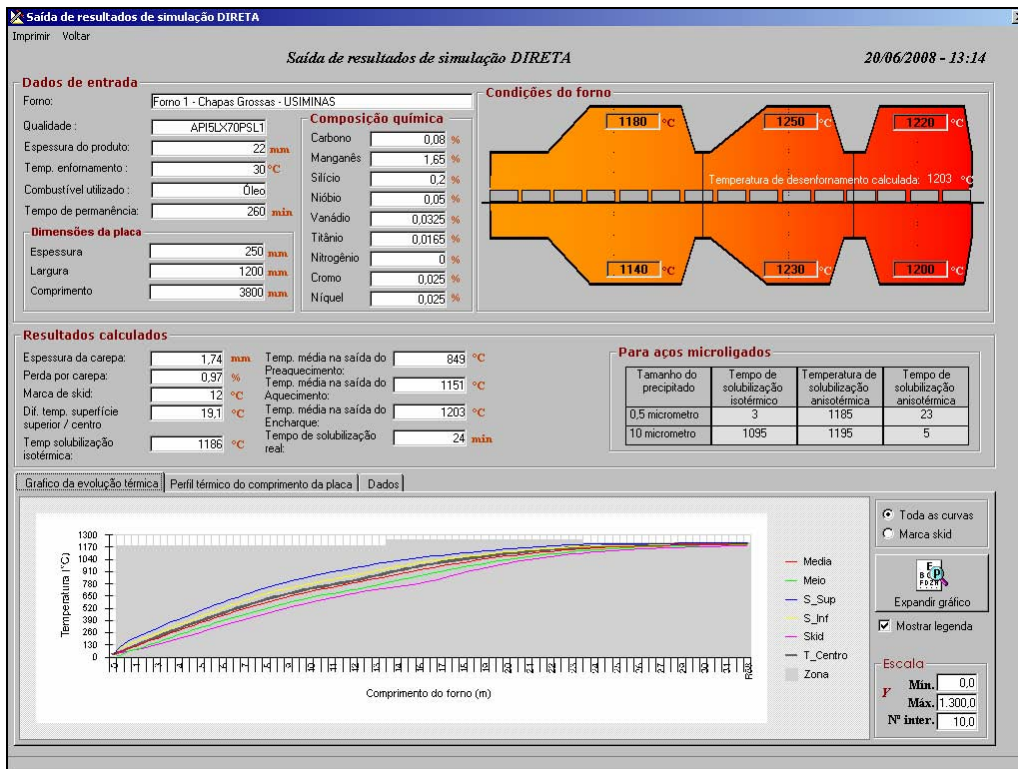 Saída de resultados de simulação DIRETA
Imprimir Voltar
Saída de resultados de simulação DIRETA 20/06/2008 - 13:14
Dados de entrada
Forno: Forno 1 - Chapas Grossas - USIMINAS
Qualidade : API5LX70PSL1
Espessura do produto: 22 mm
Temp. enfornamento : 30 °C
Combustível utilizado : Óleo
Tempo de permanência: 260 min
Dimensões da placa
Espessura 250 mm
Largura 1200 mm
Comprimento 3800 mm
Composição química
Carbono 0,08 %
Manganês 1,65 %
Silício 0,2 %
Nióbio 0,05 %
Vanádio 0,0325 %
Titânio 0,0165 %
Nitrogênio 0 %
Cromo 0,025 %
Níquel 0,025 %
Condições do forno
1180 °C 1250 °C 1220 °C
Temperatura de desenfornamento calculada: 1203 °C
1140 °C 1230 °C 1200 °C
Resultados calculados
Espessura da carepa: 1,74 mm
Perda por carepa: 0,97 %
Marca de skid: 12 °C
Dif. temp. superfície
superior / centro 19,1 °C
Temp solubilização
isotérmica: 1186 °C
Temp. média na saída do
Preaquecimento: 849 °C
Temp. média na saída do
Aquecimento: 1151 °C
Temp. média na saída do
Encharque: 1203 °C
Tempo de solubilização
real: 24 min
Para aços microligados
Tamanho do precipitado Tempo de solubilização isotérmico Temperatura de solubilização anisotérmica Tempo de solubilização anisotérmica
0,5 micrometro 3 1185 23
10 micrometro 1095 1195 5
Grafico da evolução térmica Perfil térmico do comprimento da placa Dados
Temperatura (°C)
1300
1170
1040
910
780
650
520
390
260
130
0
Comprimento do forno (m)
Media
Meio
S_Sup
S_Inf
Skid
T_Centro
Zona
Toda as curvas
Marca skid
Expandir gráfico
Mostrar legenda
Escala
Y
Mín. 0,0
Máx. 1.300,0
Nº inter. 10,0